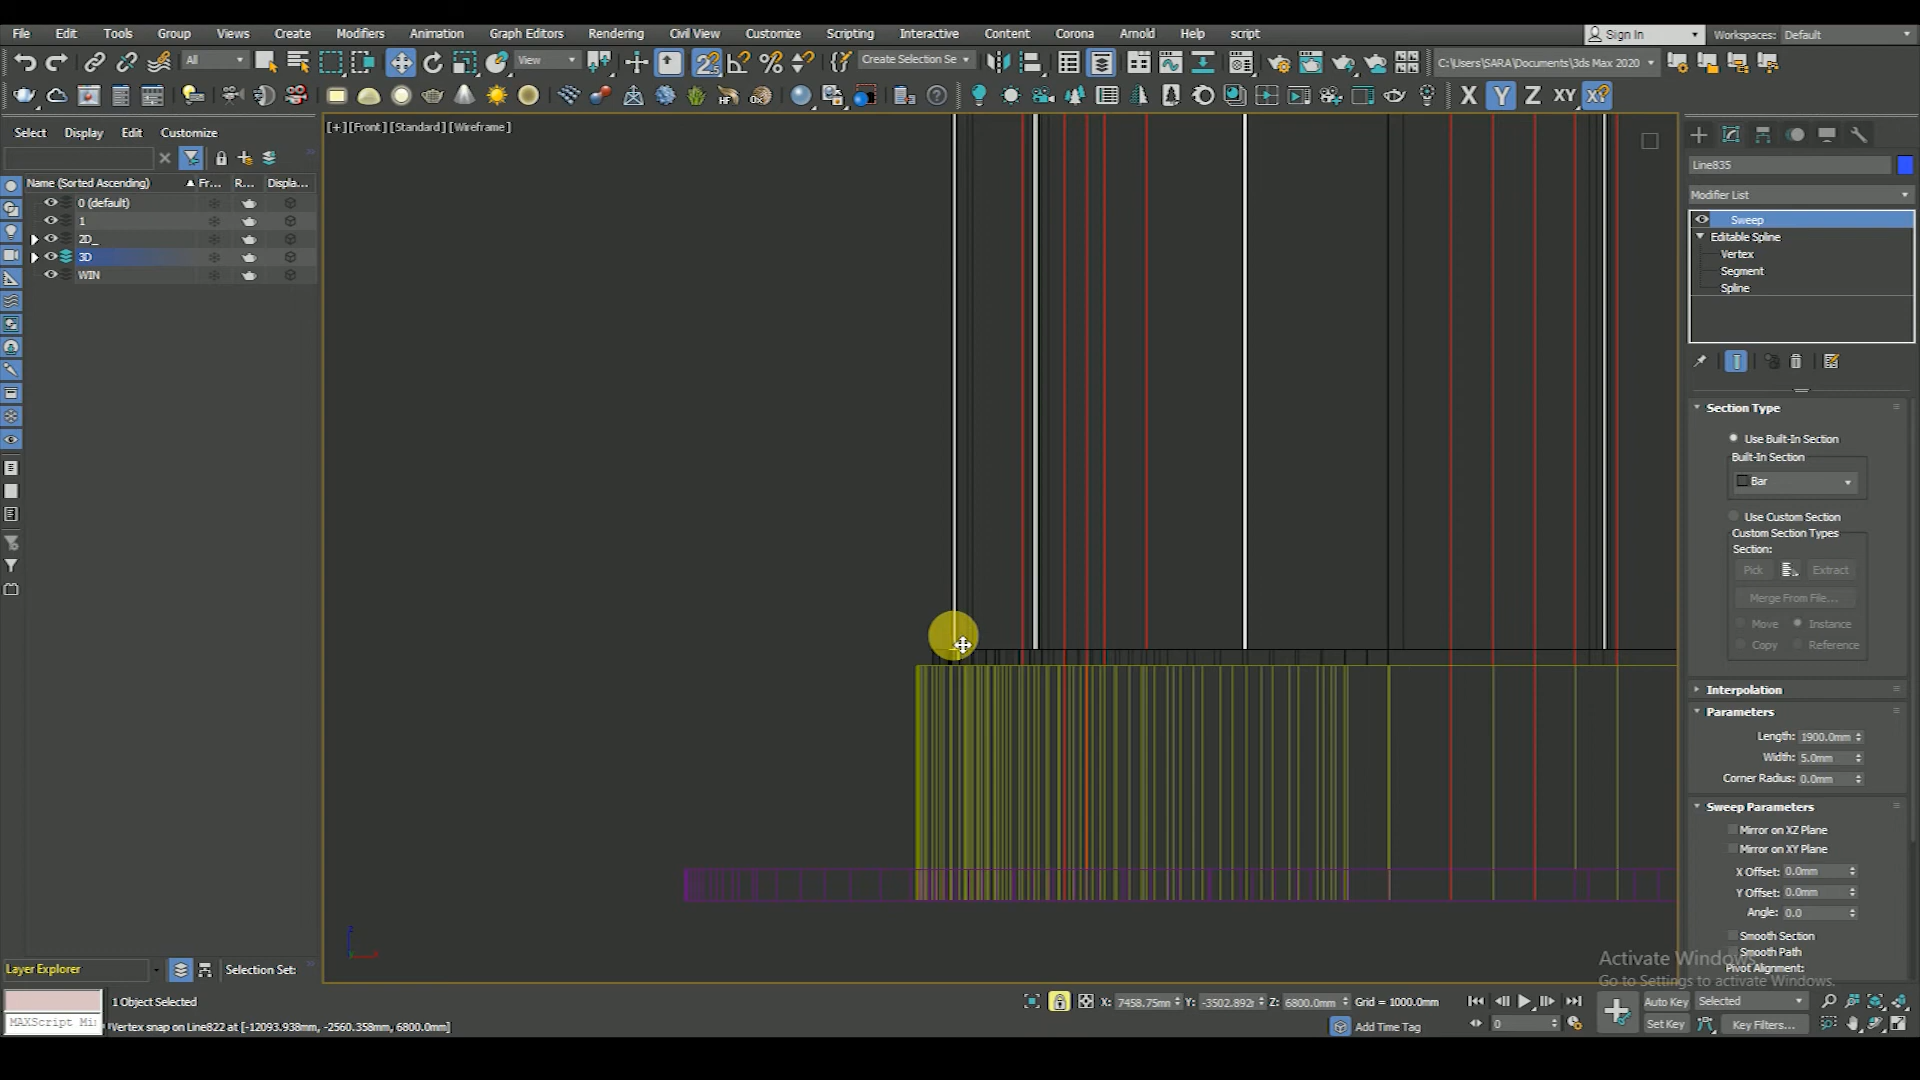 File Edit Tools Group Views Create Modifiers Animation Graph Editors Rendering Civil View Customize Scripting Interactive Content Corona Arnold Help script
Sign In Workspaces: Default
All View Create Selection Se C:\Users\SARA\Documents\3ds Max 2020
X Y Z XY
Select Display Edit Customize
[+] [Front] [Standard] [Wireframe]
Name (Sorted Ascending) ▲ Fr... R... Displa...
0 (default)
1
2D_
3D
WIN
Line835
Modifier List
Sweep
Editable Spline
Vertex
Segment
Spline
Section Type
Use Built-In Section
Built-In Section
Bar
Use Custom Section
Custom Section Types
Section:
Pick Extract
Merge From File...
Move Instance
Copy Reference
Interpolation
Parameters
Length: 1900.0mm
Width: 5.0mm
Corner Radius: 0.0mm
Sweep Parameters
Mirror on XZ Plane
Mirror on XY Plane
X Offset: 0.0mm
Y Offset: 0.0mm
Angle: 0.0
Smooth Section
Smooth Path
Pivot Alignment:
Activate Windows
Go to Settings to activate Windows.
Layer Explorer Selection Set:
1 Object Selected
X: 7458.75mm Y: -3502.892 Z: 6800.0mm Grid = 1000.0mm
Auto Key Selected
MAXScript Mi
Vertex snap on Line822 at [-12093.938mm, -2560.358mm, 6800.0mm]
Add Time Tag
0
Set Key Key Filters...